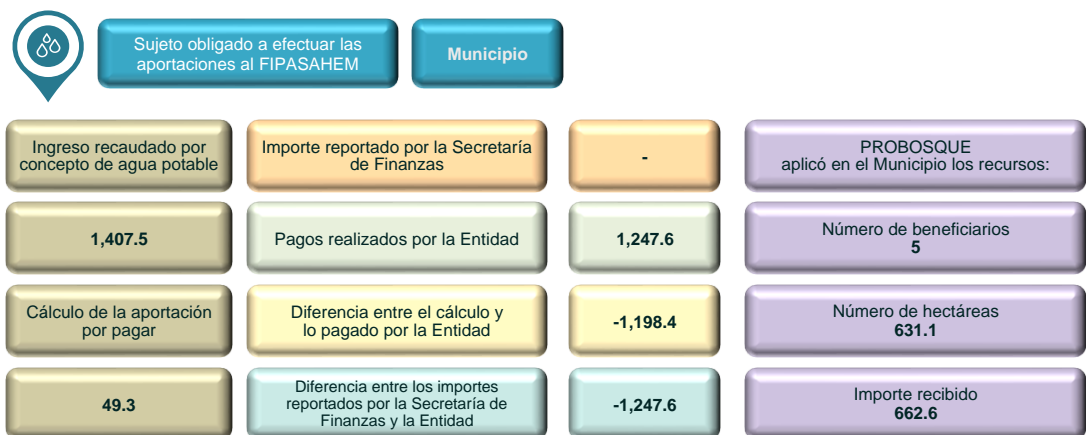 Sujeto obligado a efectuar las
aportaciones al FIPASAHEM
Municipio
Ingreso recaudado por
concepto de agua potable
Importe reportado por la Secretaría
de Finanzas
-
PROBOSQUE
aplicó en el Municipio los recursos:
1,407.5
Pagos realizados por la Entidad
1,247.6
Número de beneficiarios
5
Cálculo de la aportación
por pagar
Diferencia entre el cálculo y
lo pagado por la Entidad
-1,198.4
Número de hectáreas
631.1
49.3
Diferencia entre los importes
reportados por la Secretaría de
Finanzas y la Entidad
-1,247.6
Importe recibido
662.6